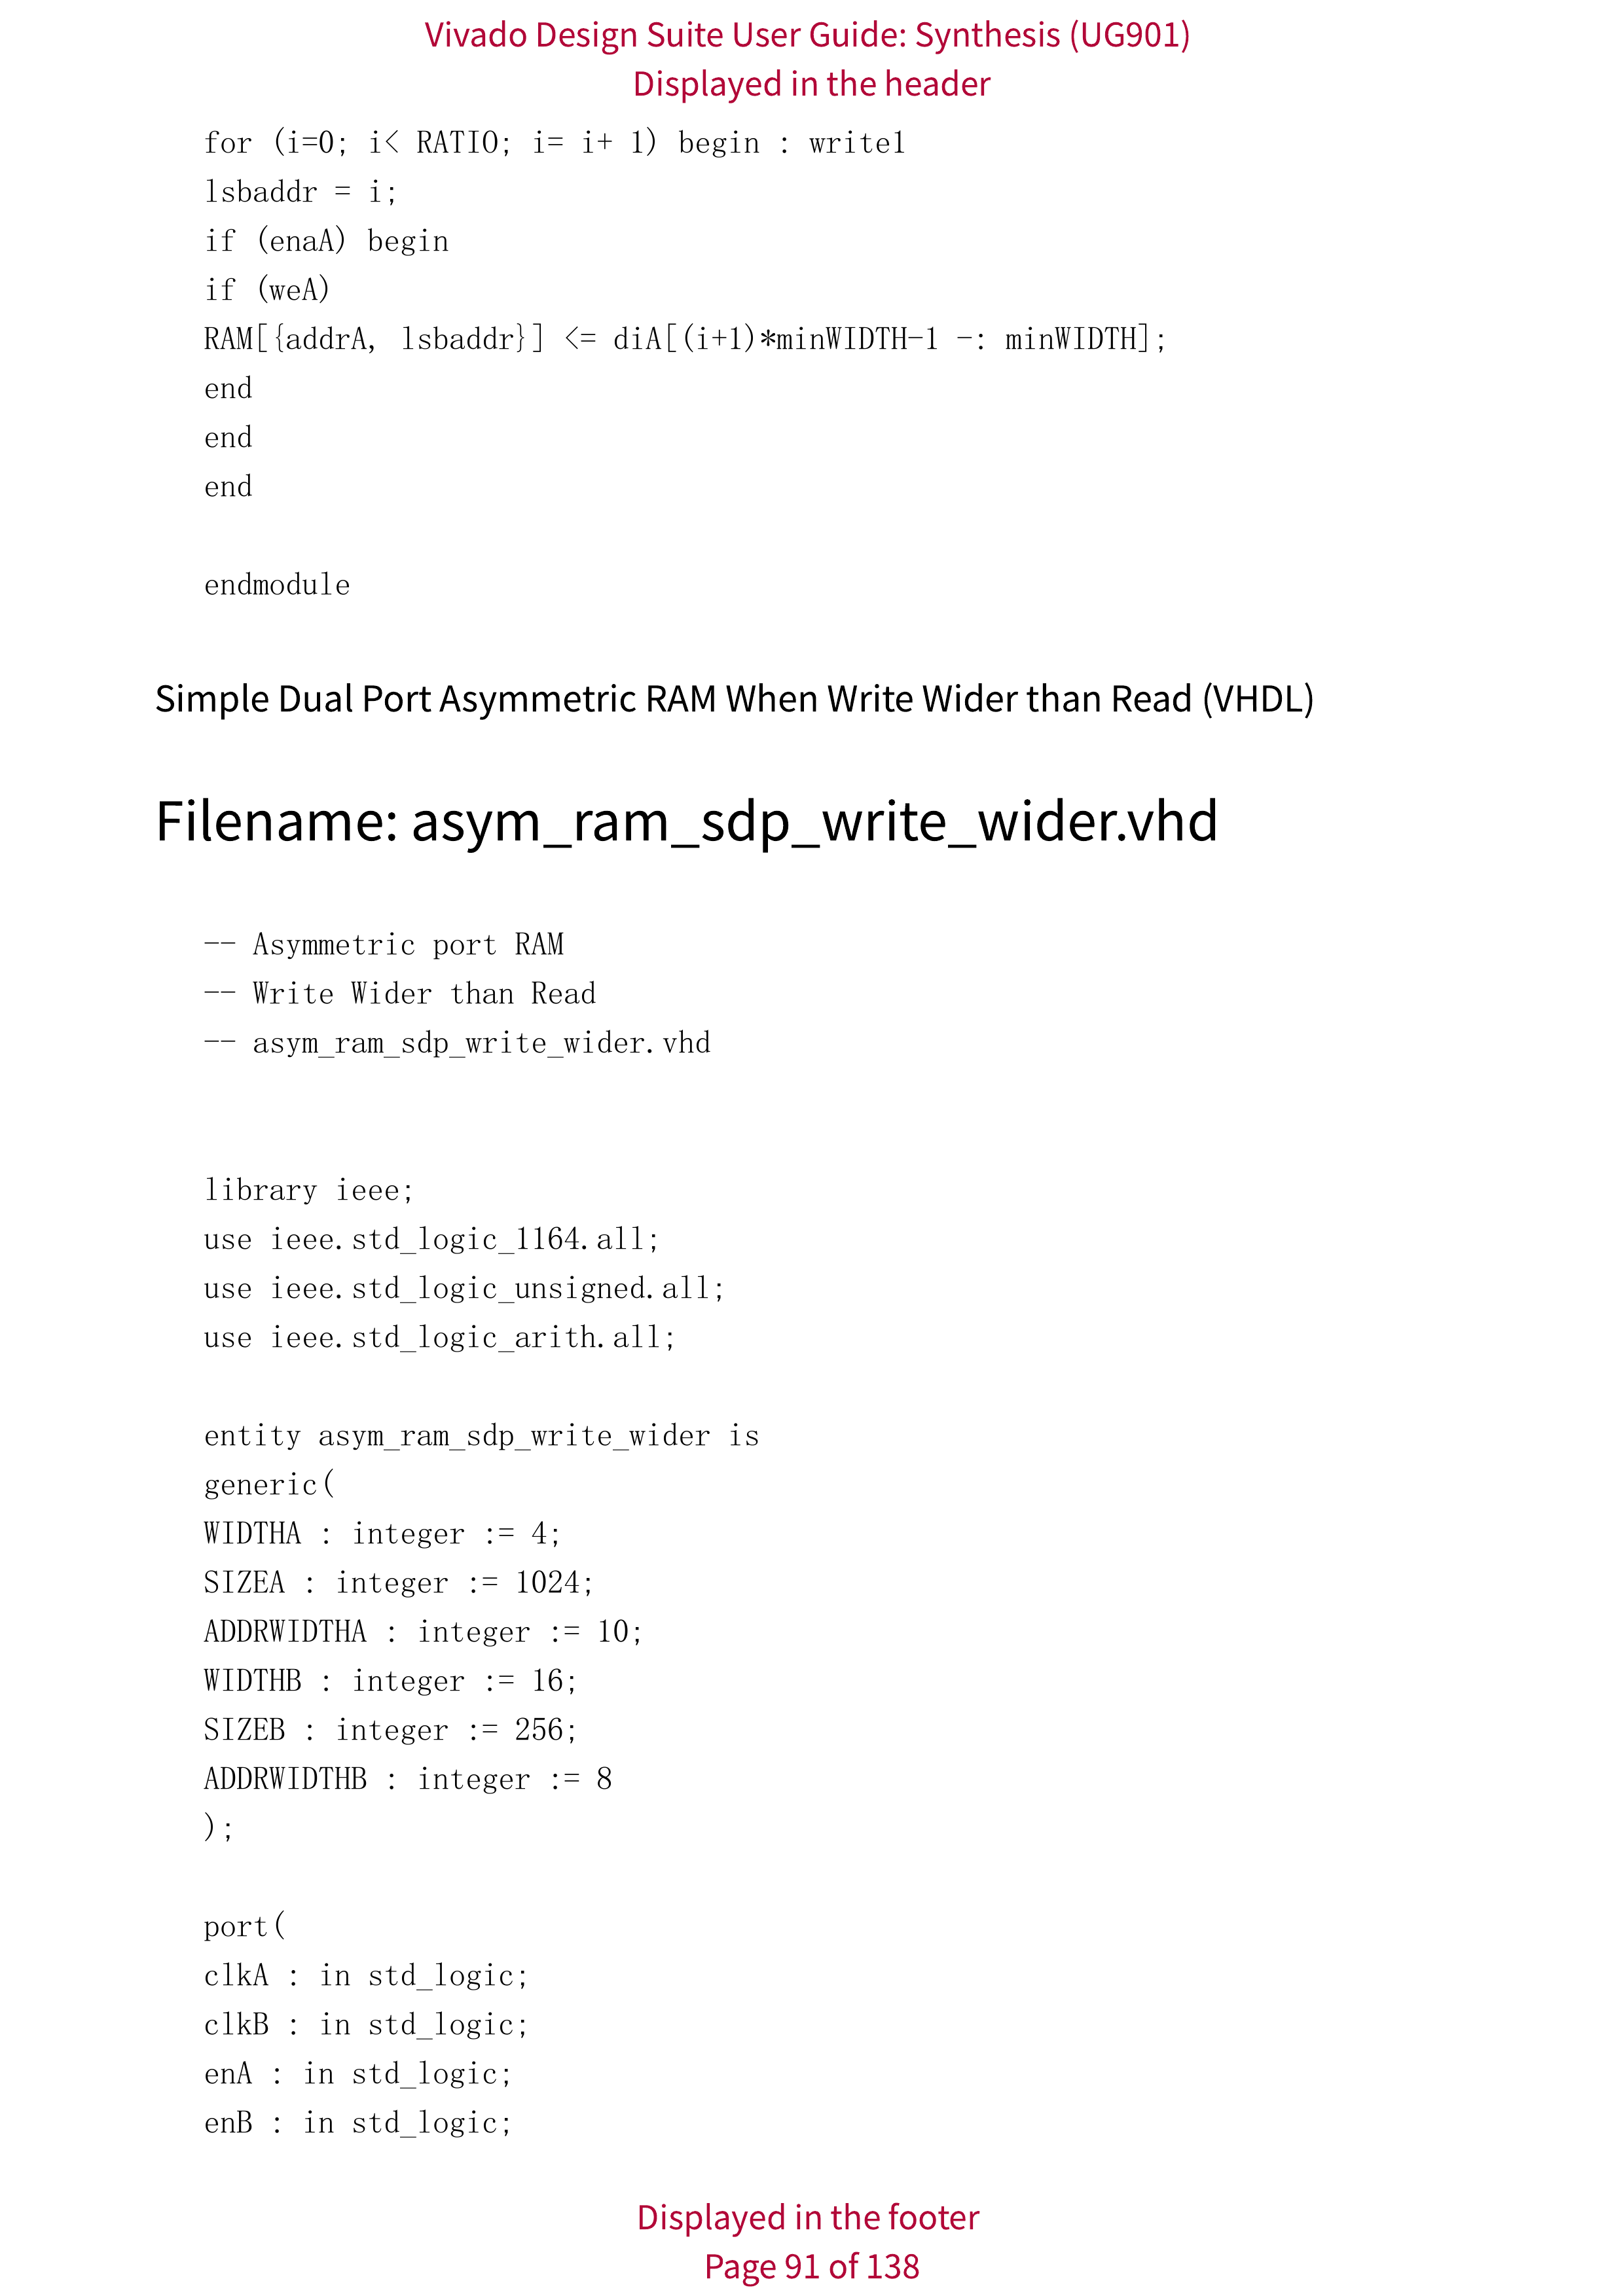 Vivado Design Suite User Guide: Synthesis (UG901)
Displayed in the header
for (i=0; i< RATIO; i= i+ 1) begin : write1
lsbaddr = i;
if (enaA) begin
if (weA)
RAM[{addrA, lsbaddr}] <= diA[(i+1)*minWIDTH-1 -: minWIDTH];
end
end
end
endmodule
Simple Dual Port Asymmetric RAM When Write Wider than Read (VHDL)
Filename: asym_ram_sdp_write_wider.vhd
-- Asymmetric port RAM
-- Write Wider than Read
-- asym_ram_sdp_write_wider.vhd
library ieee;
use ieee.std_logic_1164.all;
use ieee.std_logic_unsigned.all;
use ieee.std_logic_arith.all;
entity asym_ram_sdp_write_wider is
generic(
WIDTHA : integer := 4;
SIZEA : integer := 1024;
ADDRWIDTHA : integer := 10;
WIDTHB : integer := 16;
SIZEB : integer := 256;
ADDRWIDTHB : integer := 8
);
port(
clkA : in std_logic;
clkB : in std_logic;
enA : in std_logic;
enB : in std_logic;
Displayed in the footer
Page 91 of 138